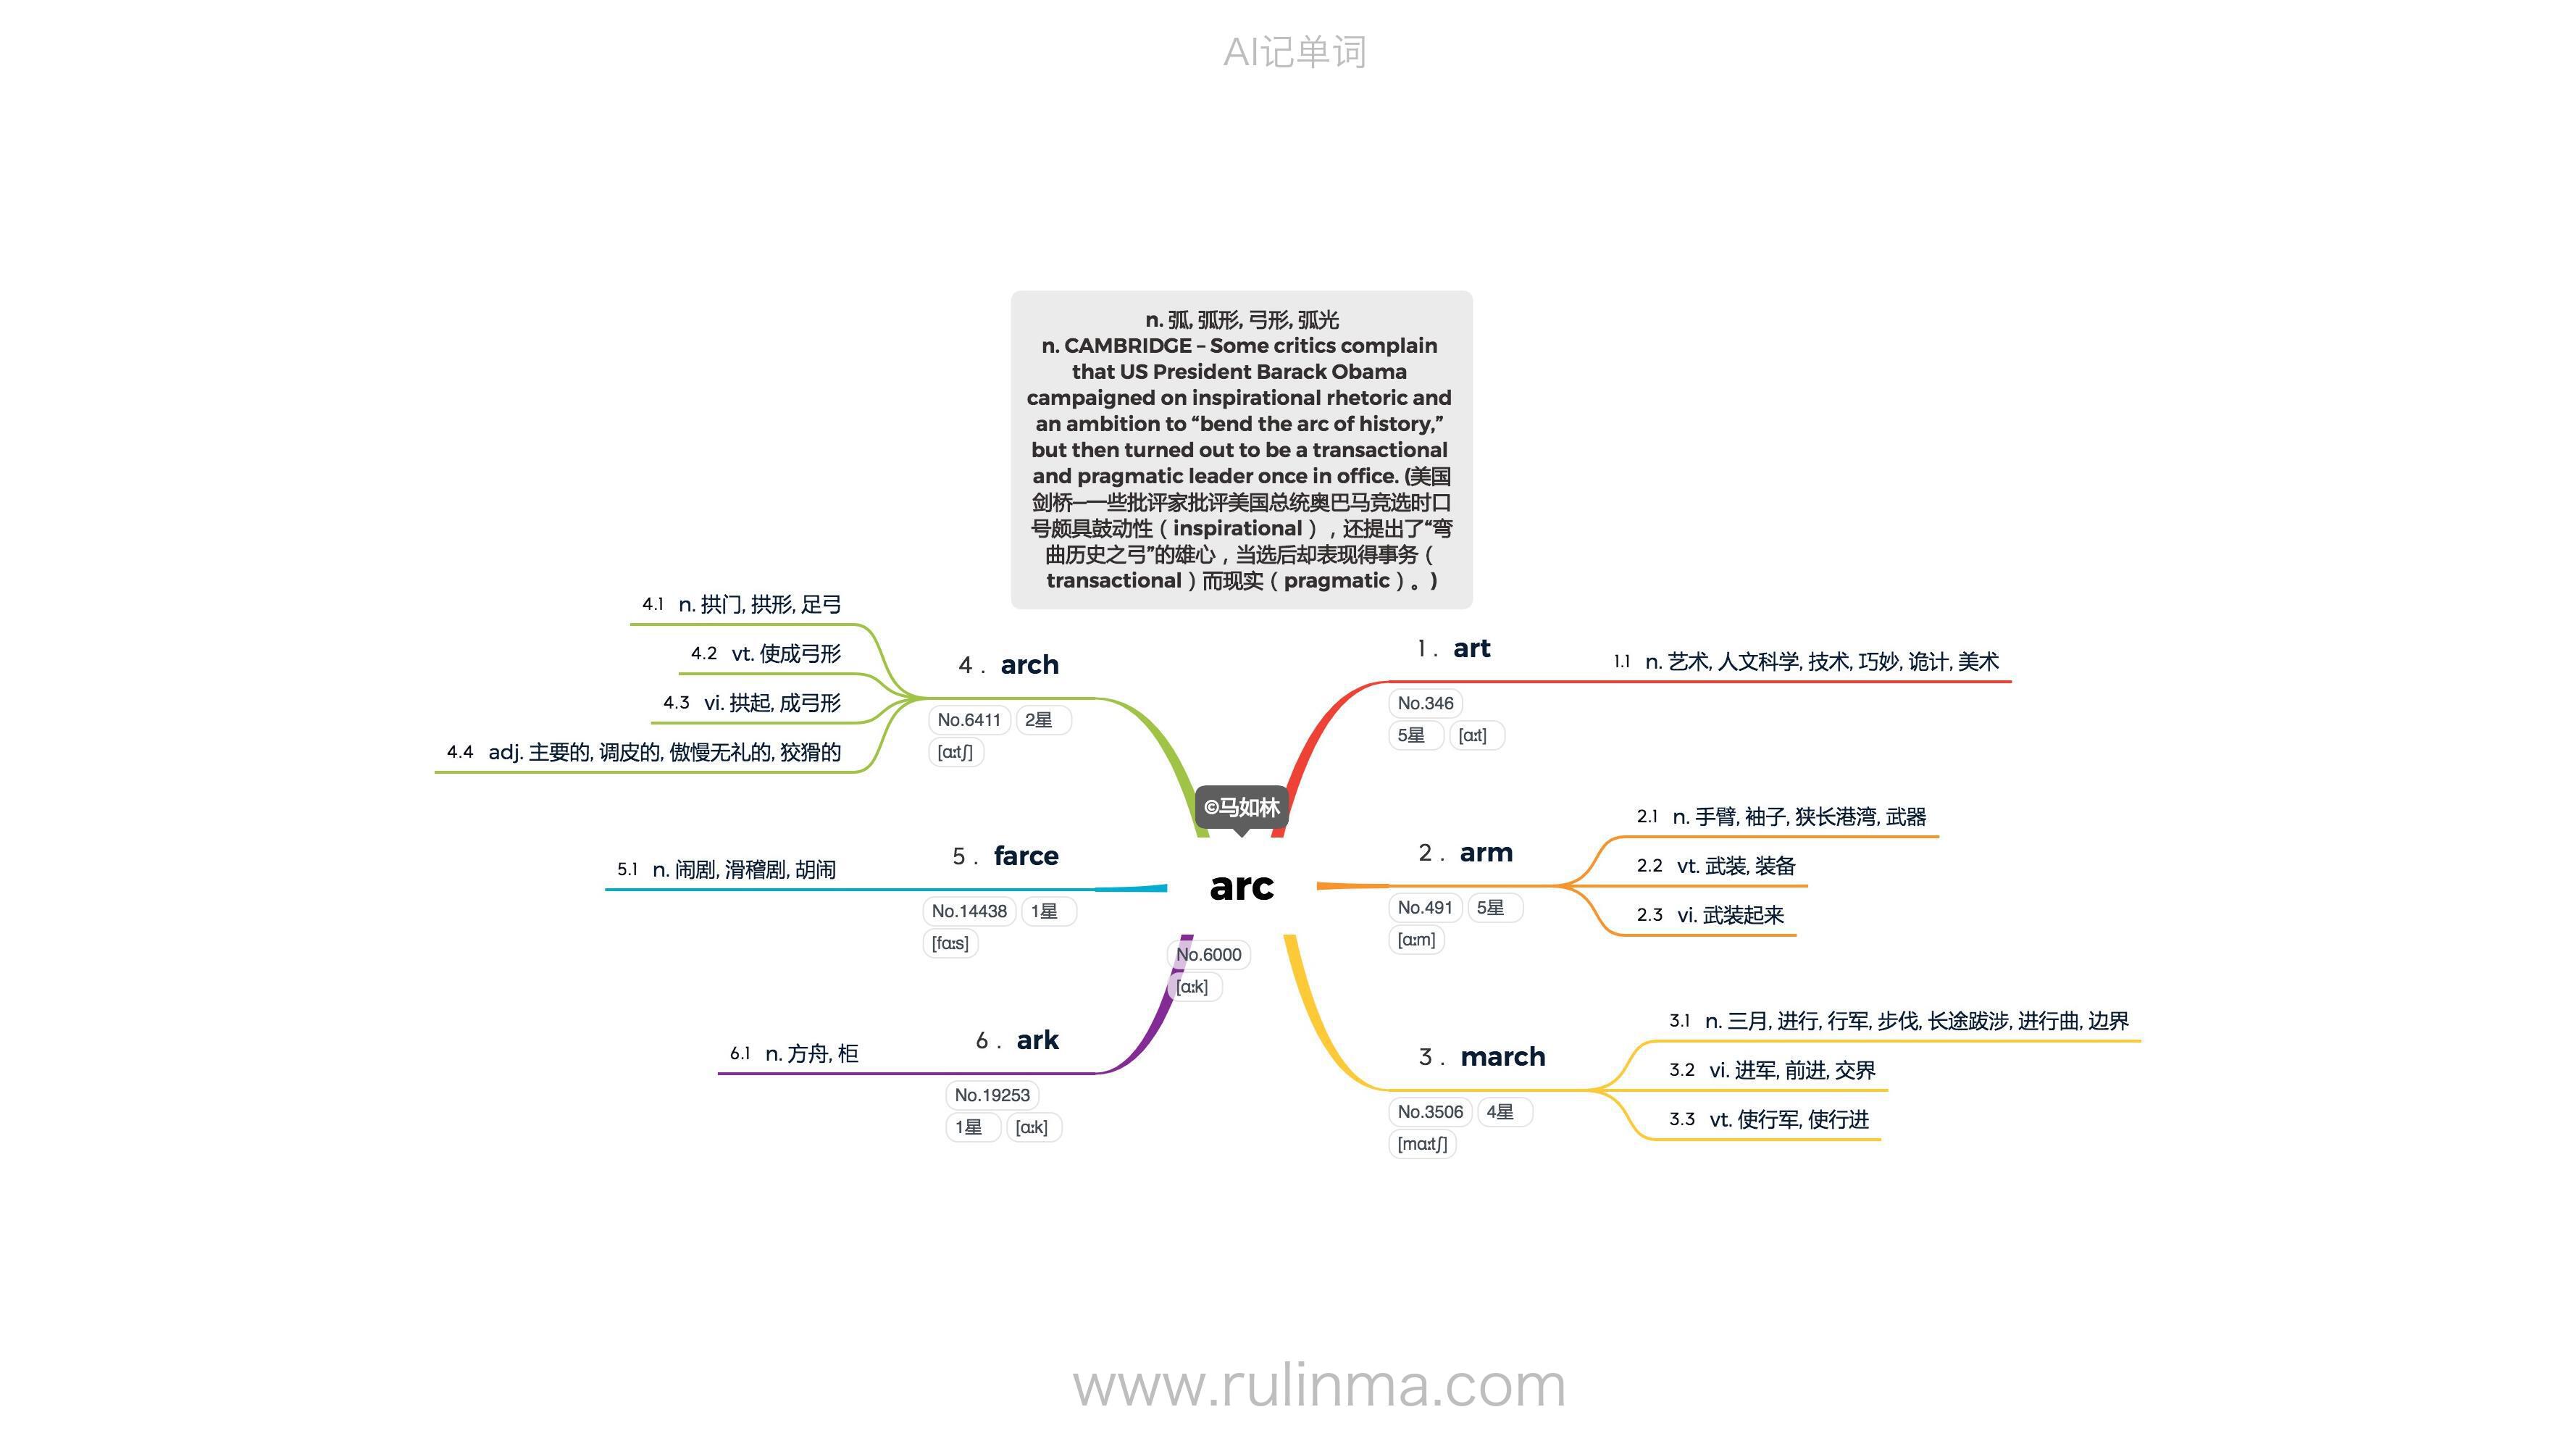 AI记单词
n. 弧, 弧形, 弓形, 弧光
n. CAMBRIDGE – Some critics complain
that US President Barack Obama
campaigned on inspirational rhetoric and
an ambition to “bend the arc of history,”
but then turned out to be a transactional
and pragmatic leader once in office. (美国
剑桥—一些批评家批评美国总统奥巴马竞选时口
号颇具鼓动性（inspirational），还提出了“弯
曲历史之弓”的雄心，当选后却表现得事务（
transactional）而现实（pragmatic）。)
©马如林
arc
No.6000
[ɑːk]
1. art
No.346
5星 [ɑːt]
1.1 n. 艺术, 人文科学, 技术, 巧妙, 诡计, 美术
2. arm
No.491 5星
[ɑːm]
2.1 n. 手臂, 袖子, 狭长港湾, 武器
2.2 vt. 武装, 装备
2.3 vi. 武装起来
3. march
No.3506 4星
[mɑːtʃ]
3.1 n. 三月, 进行, 行军, 步伐, 长途跋涉, 进行曲, 边界
3.2 vi. 进军, 前进, 交界
3.3 vt. 使行军, 使行进
4. arch
No.6411 2星
[ɑːtʃ]
4.1 n. 拱门, 拱形, 足弓
4.2 vt. 使成弓形
4.3 vi. 拱起, 成弓形
4.4 adj. 主要的, 调皮的, 傲慢无礼的, 狡猾的
5. farce
No.14438 1星
[fɑːs]
5.1 n. 闹剧, 滑稽剧, 胡闹
6. ark
No.19253
1星 [ɑːk]
6.1 n. 方舟, 柜
www.rulinma.com